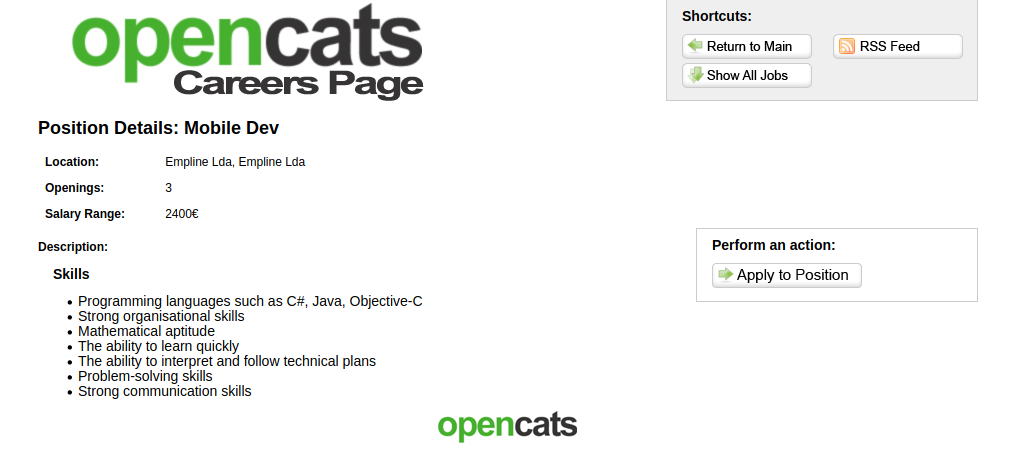 opencats
Careers Page
Shortcuts:
Return to Main
RSS Feed
Show All Jobs
Position Details: Mobile Dev
Location: Empline Lda, Empline Lda
Openings: 3
Salary Range: 2400€
Description:
Perform an action:
Apply to Position
Skills
• Programming languages such as C#, Java, Objective-C
• Strong organisational skills
• Mathematical aptitude
• The ability to learn quickly
• The ability to interpret and follow technical plans
• Problem-solving skills
• Strong communication skills
opencats